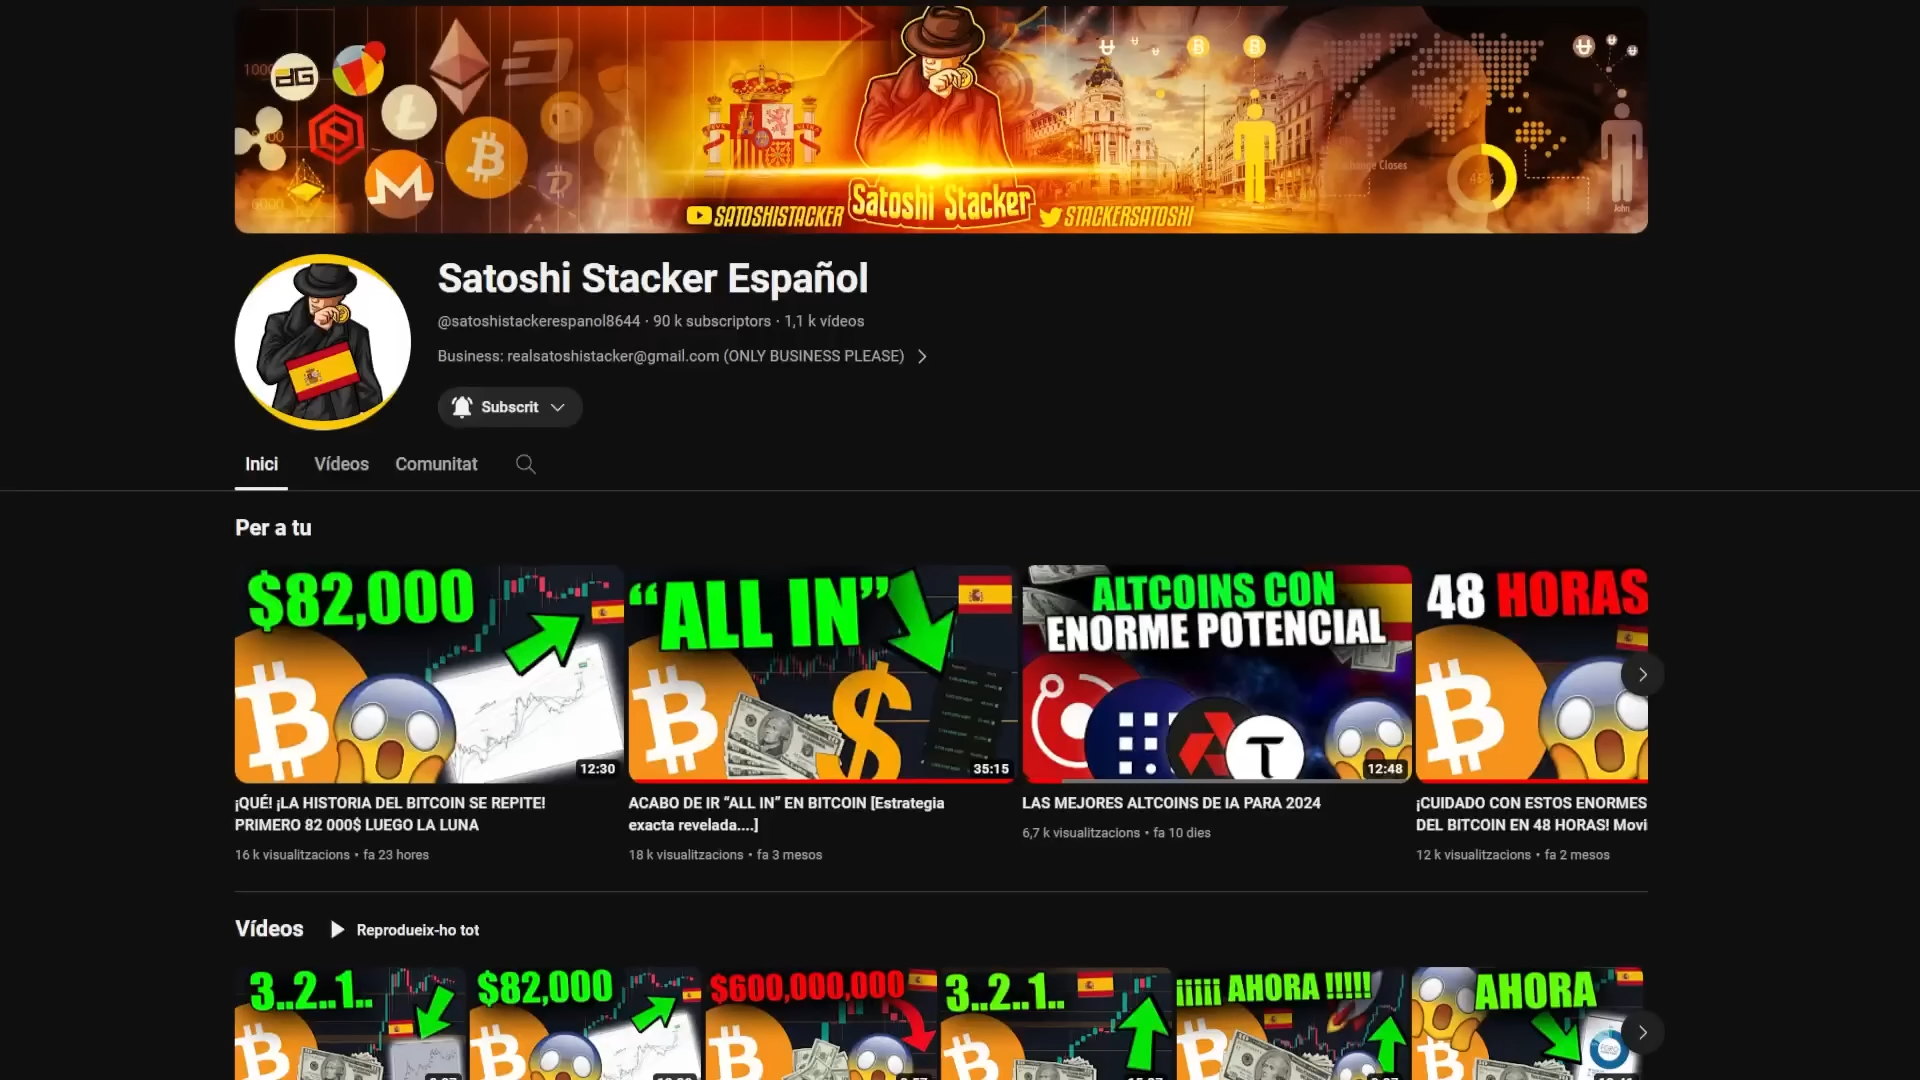 Satoshi Stacker
SATOSHISTACKER
STACKERSATOSHI
Satoshi Stacker Español
@satoshistackerespanol8644 · 90 k subscriptors · 1,1 k vídeos
Business: realsatoshistacker@gmail.com (ONLY BUSINESS PLEASE)
Subscrit
Inici Vídeos Comunitat
Per a tu
$82,000
12:30
"ALL IN"
35:15
ALTCOINS CON
ENORME POTENCIAL
12:48
48 HORAS
¡QUÉ! ¡LA HISTORIA DEL BITCOIN SE REPITE!
PRIMERO 82 000$ LUEGO LA LUNA
16 k visualitzacions • fa 23 hores
ACABO DE IR "ALL IN" EN BITCOIN [Estrategia
exacta revelada....]
18 k visualitzacions • fa 3 mesos
LAS MEJORES ALTCOINS DE IA PARA 2024
6,7 k visualitzacions • fa 10 dies
¡CUIDADO CON ESTOS ENORMES
DEL BITCOIN EN 48 HORAS! Movi
12 k visualitzacions • fa 2 mesos
Vídeos Reprodueix-ho tot
3..2..1..
$82,000
$600,000,000
3..2..1..
¡¡¡¡¡ AHORA !!!!!
AHORA